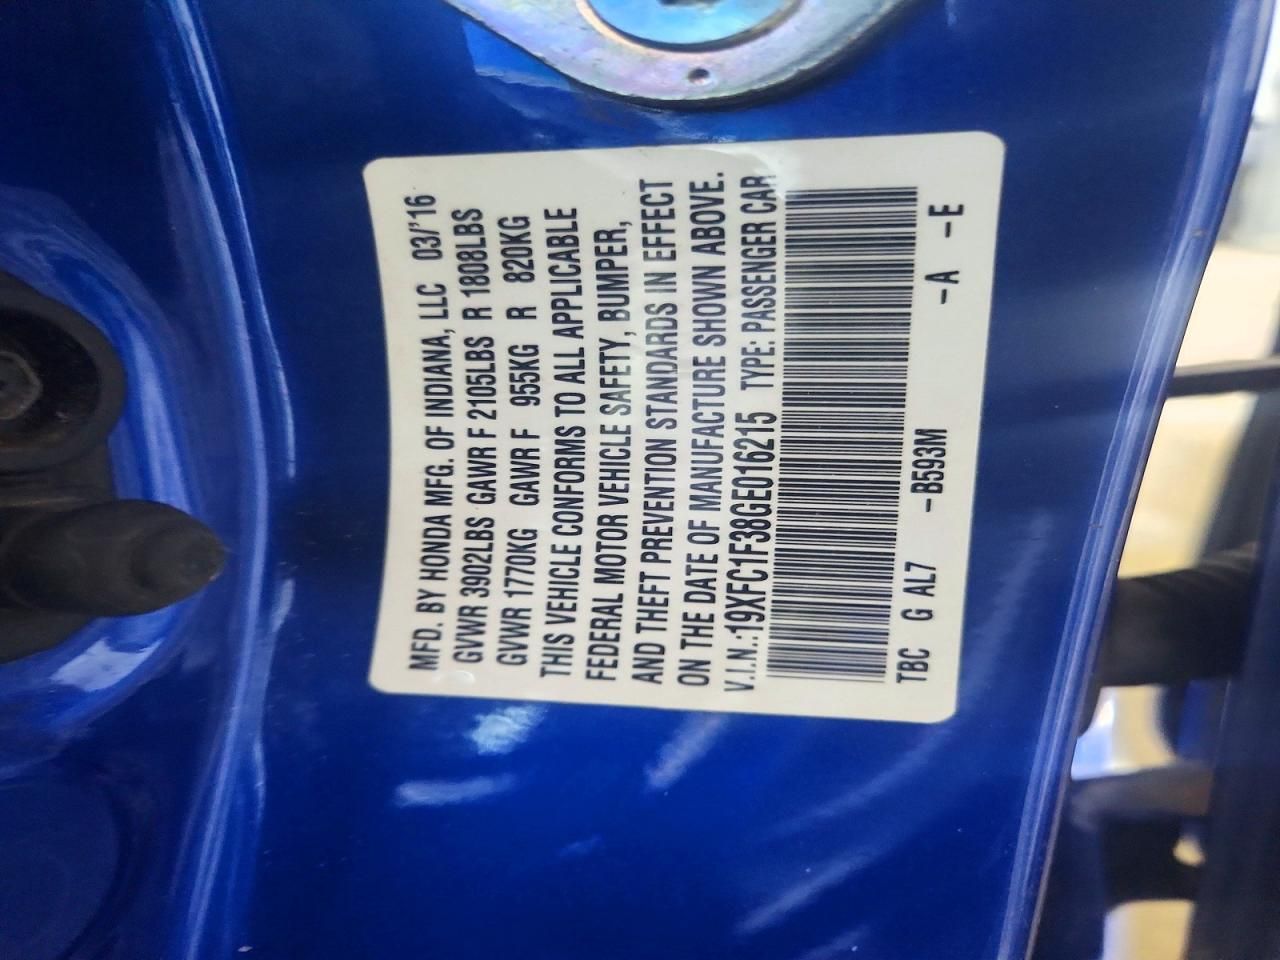 MFD. BY HONDA MFG. OF INDIANA, LLC 03/'16
GVWR 3902LBS GAWR F 2105LBS R 1808LBS
GVWR 1770KG GAWR F 955KG R 820KG
THIS VEHICLE CONFORMS TO ALL APPLICABLE
FEDERAL MOTOR VEHICLE SAFETY, BUMPER,
AND THEFT PREVENTION STANDARDS IN EFFECT
ON THE DATE OF MANUFACTURE SHOWN ABOVE.
V.I.N.:19XFC1F38GE016215 TYPE: PASSENGER CAR
TBC G AL7 -B593M -A -E